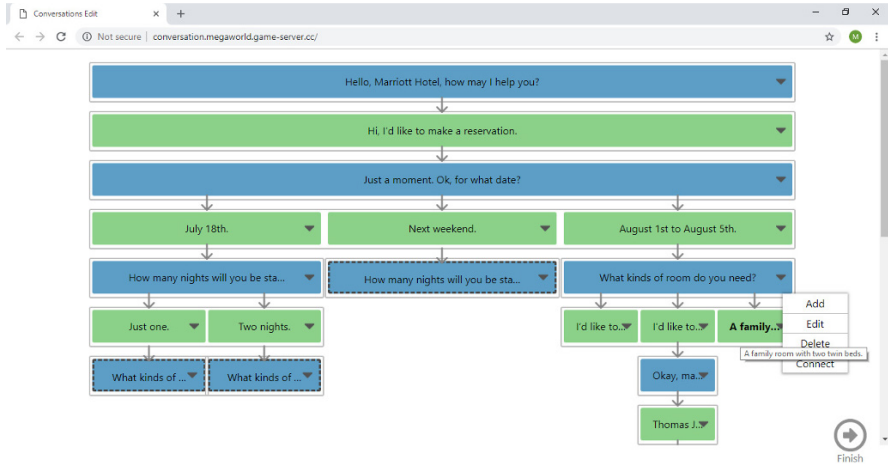 Conversations Edit
Not secure | conversation.megaworld.game-server.cc/
M
Hello, Marriott Hotel, how may I help you?
Hi, I'd like to make a reservation.
Just a moment. Ok, for what date?
July 18th.
Next weekend.
August 1st to August 5th.
How many nights will you be sta...
How many nights will you be sta...
What kinds of room do you need?
Add
Just one.
Two nights.
I'd like to...
I'd like to...
A family...
Edit
Delete
A family room with two twin beds.
Connect
What kinds of ...
What kinds of ...
Okay, ma...
Thomas J...
Finish